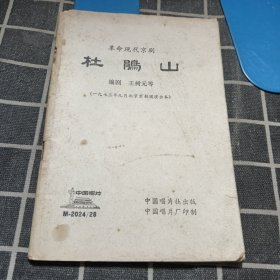 革命现代京剧
杜鹃山
编剧 王树元等
(一九七三年九月北京京剧团演出本)
中国唱片
M-2024/28
中国唱片社出版
中国唱片厂印制